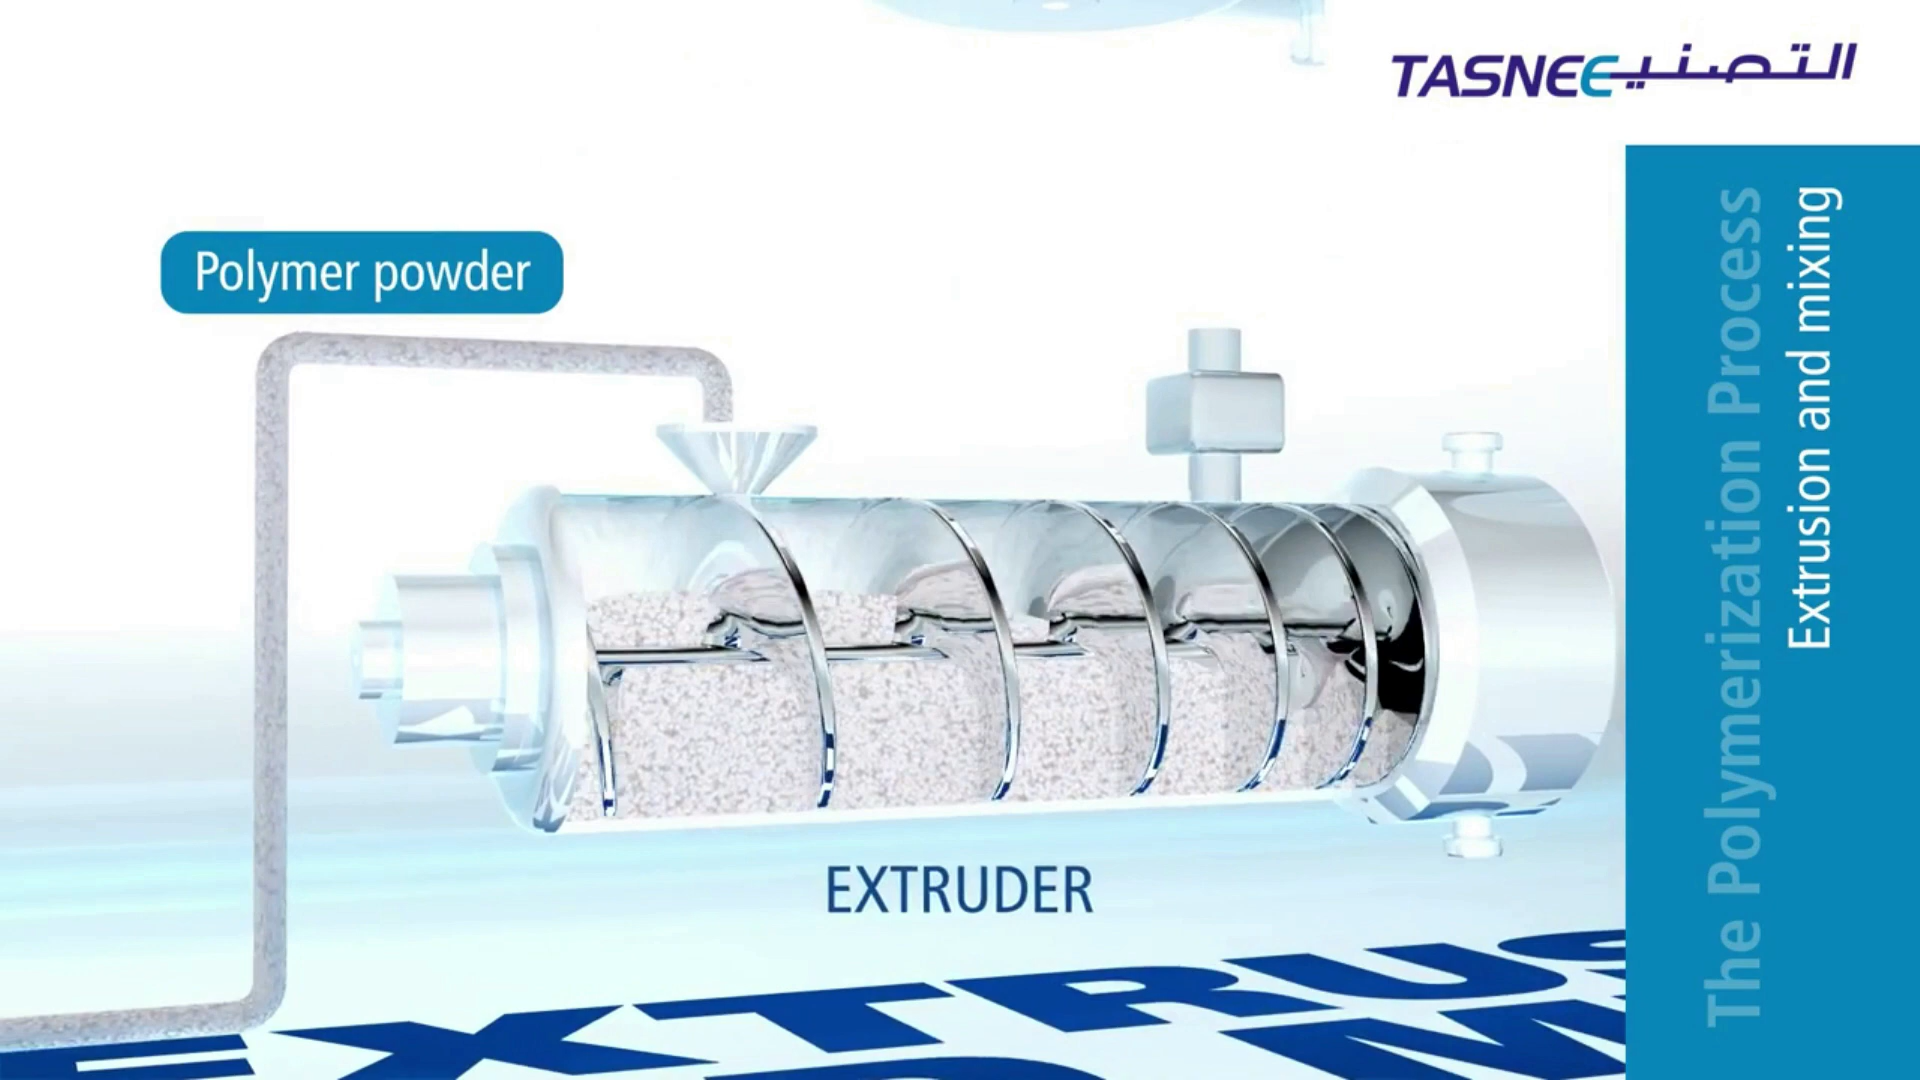 TASNEE التصنيع
Polymer powder
The Polymerization Process
Extrusion and mixing
EXTRUDER